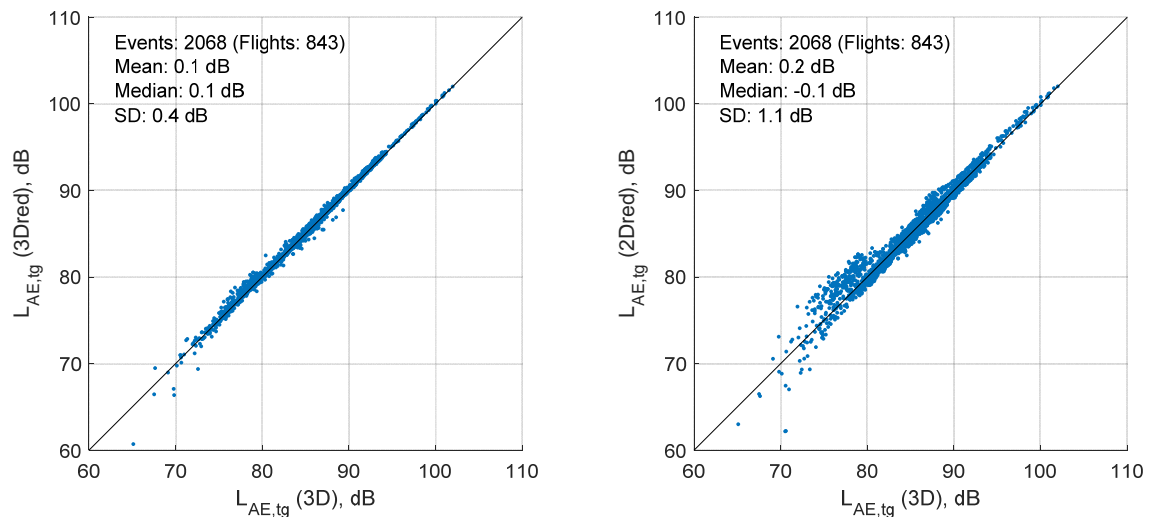 110
100
90
80
70
60
60 70 80 90 100 110
Events: 2068 (Flights: 843)
Mean: 0.1 dB
Median: 0.1 dB
SD: 0.4 dB
L_AE,tg (3Dred), dB
L_AE,tg (3D), dB
110
100
90
80
70
60
60 70 80 90 100 110
Events: 2068 (Flights: 843)
Mean: 0.2 dB
Median: -0.1 dB
SD: 1.1 dB
L_AE,tg (2Dred), dB
L_AE,tg (3D), dB